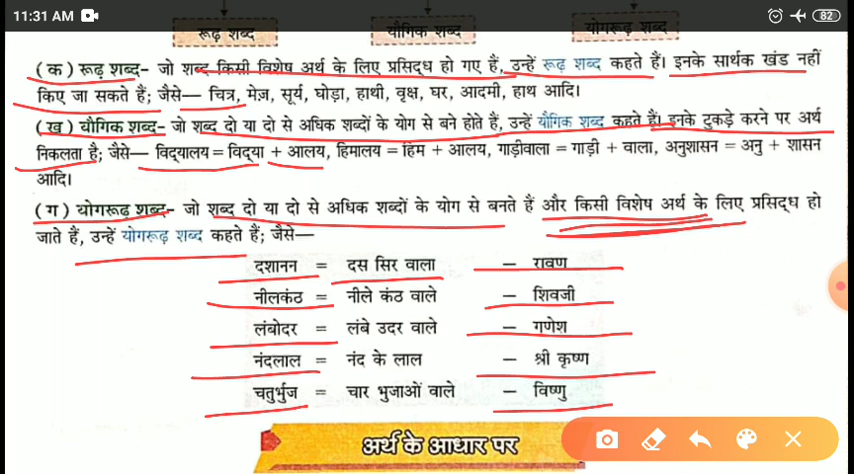 11:31 AM
82
रूढ़ शब्द
यौगिक शब्द
योगरूढ़ शब्द
(क) रूढ़ शब्द- जो शब्द किसी विशेष अर्थ के लिए प्रसिद्ध हो गए हैं, उन्हें रूढ़ शब्द कहते हैं। इनके सार्थक खंड नहीं
किए जा सकते हैं; जैसे— चित्र, मेज़, सूर्य, घोड़ा, हाथी, वृक्ष, घर, आदमी, हाथ आदि।
(ख) यौगिक शब्द- जो शब्द दो या दो से अधिक शब्दों के योग से बने होते हैं, उन्हें यौगिक शब्द कहते हैं। इनके टुकड़े करने पर अर्थ
निकलता है; जैसे— विद्यालय = विद्या + आलय, हिमालय = हिम + आलय, गाड़ीवाला = गाड़ी + वाला, अनुशासन = अनु + शासन
आदि।
(ग) योगरूढ़ शब्द- जो शब्द दो या दो से अधिक शब्दों के योग से बनते हैं और किसी विशेष अर्थ के लिए प्रसिद्ध हो
जाते हैं, उन्हें योगरूढ़ शब्द कहते हैं; जैसे—
दशानन = दस सिर वाला – रावण
नीलकंठ = नीले कंठ वाले – शिवजी
लंबोदर = लंबे उदर वाले – गणेश
नंदलाल = नंद के लाल – श्री कृष्ण
चतुर्भुज = चार भुजाओं वाले – विष्णु
अर्थ के आधार पर